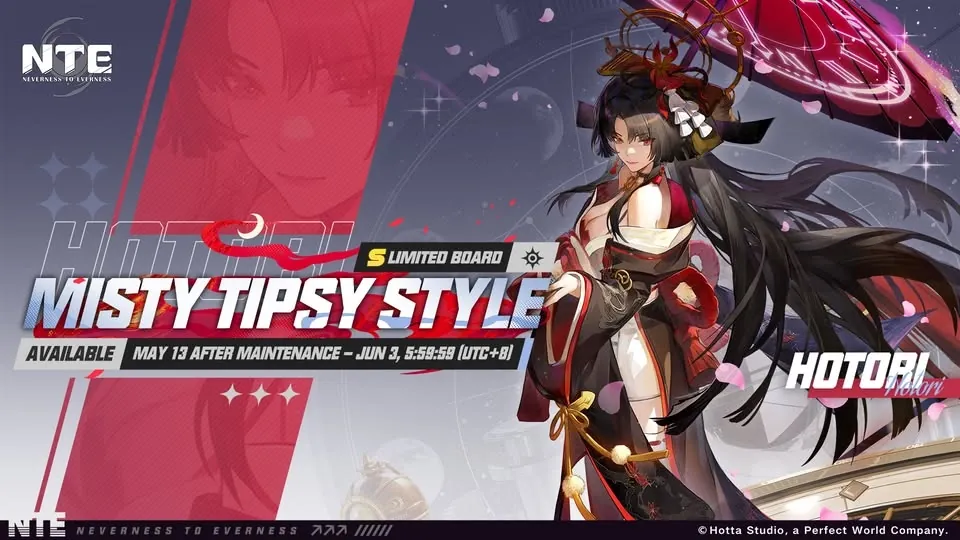 NTE
NEVERNESS TO EVERNESS
HOTORI
S LIMITED BOARD
MISTY TIPSY STYLE
AVAILABLE MAY 13 AFTER MAINTENANCE – JUN 3, 5:59:59 (UTC+8)
HOTORI
Hotori
NTE NEVERNESS TO EVERNESS
©Hotta Studio, a Perfect World Company.